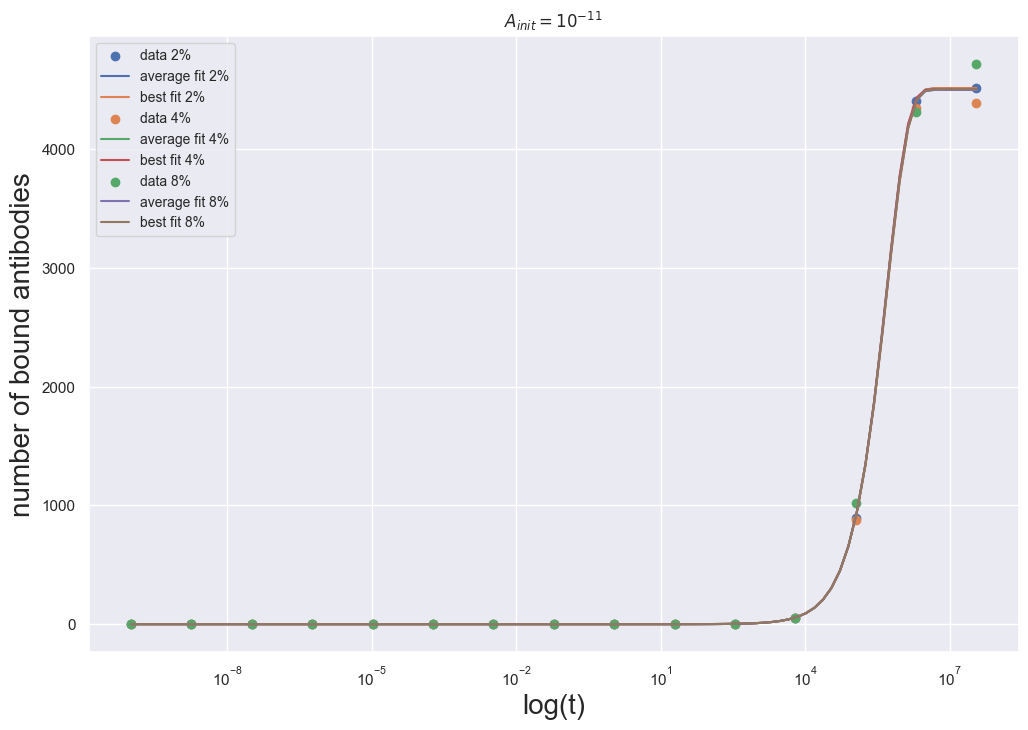 A_{init} = 10^{-11}
data 2%
average fit 2%
best fit 2%
data 4%
average fit 4%
best fit 4%
data 8%
average fit 8%
best fit 8%
number of bound antibodies
4000
3000
2000
1000
0
10^{-8} 10^{-5} 10^{-2} 10^{1} 10^{4} 10^{7}
log(t)